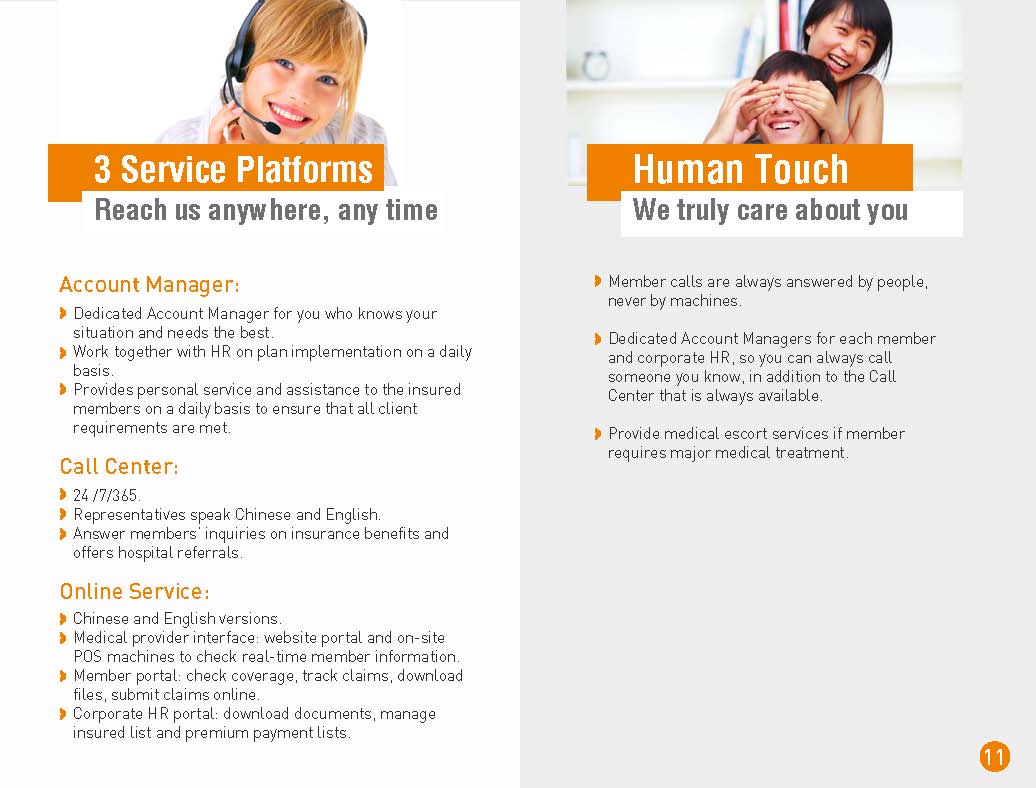 3 Service Platforms
Reach us anywhere, any time
Account Manager:
Dedicated Account Manager for you who knows your
situation and needs the best.
Work together with HR on plan implementation on a daily
basis.
Provides personal service and assistance to the insured
members on a daily basis to ensure that all client
requirements are met.
Call Center:
24 /7/365.
Representatives speak Chinese and English.
Answer members' inquiries on insurance benefits and
offers hospital referrals.
Online Service:
Chinese and English versions.
Medical provider interface: website portal and on-site
POS machines to check real-time member information.
Member portal: check coverage, track claims, download
files, submit claims online.
Corporate HR portal: download documents, manage
insured list and premium payment lists.
Human Touch
We truly care about you
Member calls are always answered by people,
never by machines.
Dedicated Account Managers for each member
and corporate HR, so you can always call
someone you know, in addition to the Call
Center that is always available.
Provide medical escort services if member
requires major medical treatment.
11